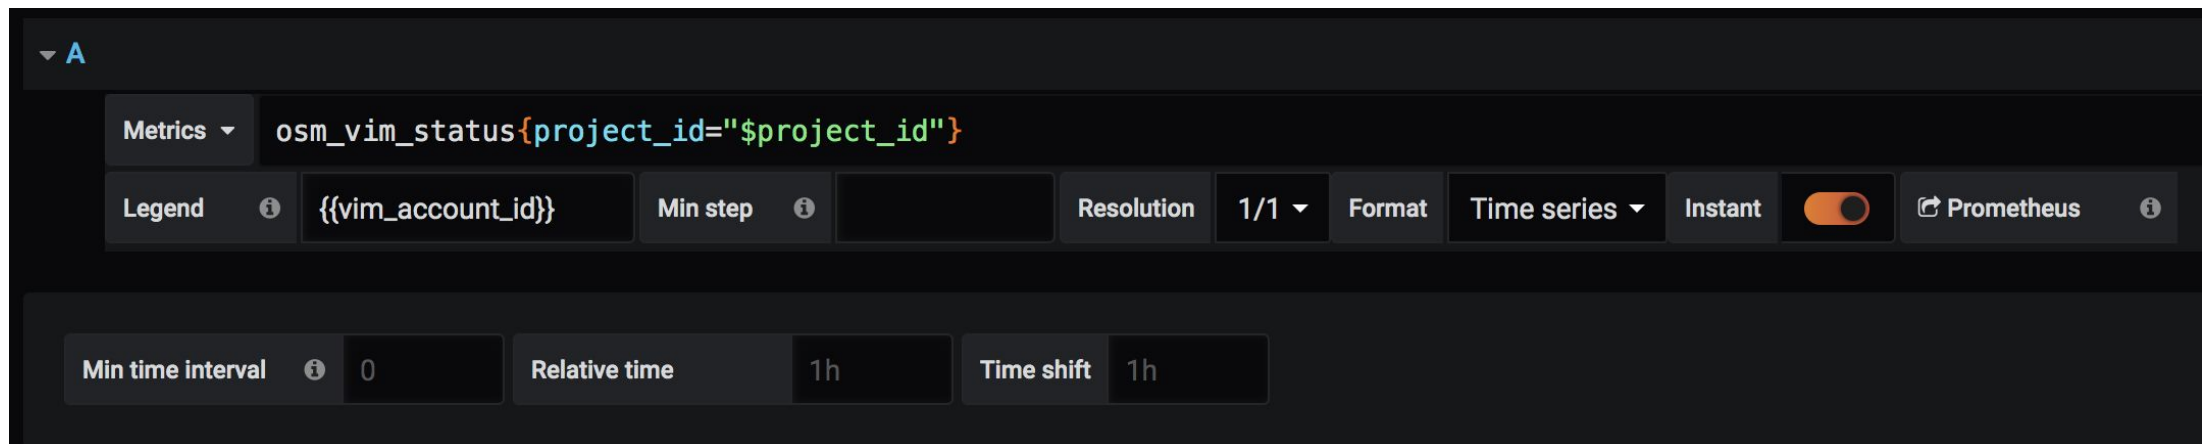 A
Metrics osm_vim_status{project_id="$project_id"}
Legend {{vim_account_id}} Min step Resolution 1/1 Format Time series Instant Prometheus
Min time interval 0 Relative time 1h Time shift 1h